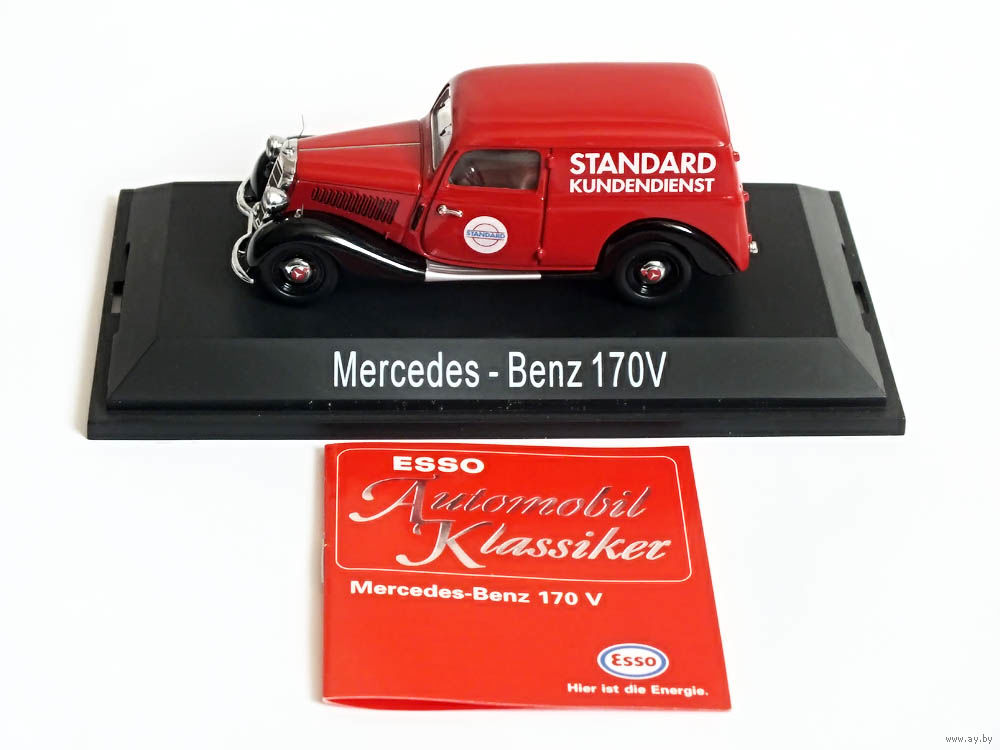 STANDARD
KUNDENDIENST
STANDARD
Mercedes - Benz 170V
ESSO
Automobil
Klassiker
Mercedes-Benz 170 V
Esso
Hier ist die Energie.
www.ay.by